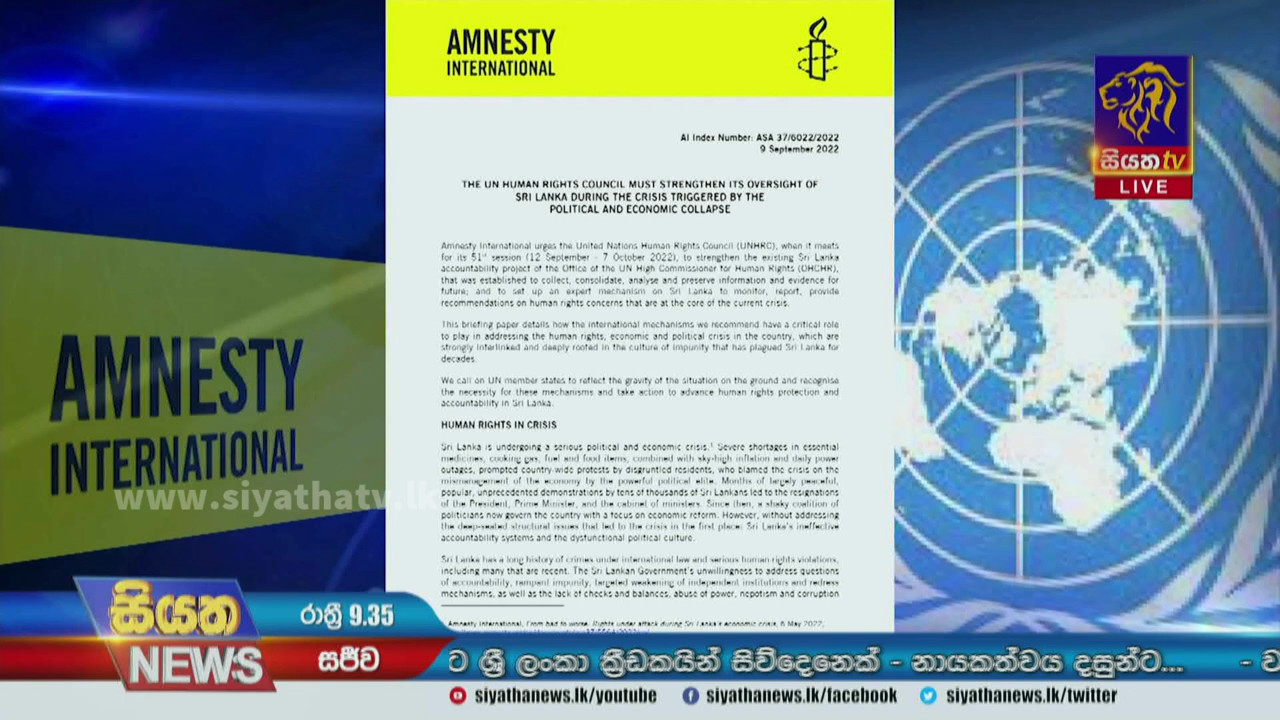 AMNESTY
INTERNATIONAL
AI Index Number: ASA 37/6022/2022
9 September 2022
THE UN HUMAN RIGHTS COUNCIL MUST STRENGTHEN ITS OVERSIGHT OF
SRI LANKA DURING THE CRISIS TRIGGERED BY THE
POLITICAL AND ECONOMIC COLLAPSE
Amnesty International urges the United Nations Human Rights Council (UNHRC), when it meets
for its 51st session (12 September - 7 October 2022), to strengthen the existing Sri Lanka
accountability project of the Office of the UN High Commissioner for Human Rights (OHCHR),
that was established to collect, consolidate, analyse and preserve information and evidence for
future; and to set up an expert mechanism on Sri Lanka to monitor, report, provide
recommendations on human rights concerns that are at the core of the current crisis.
This briefing paper details how the international mechanisms we recommend have a critical role
to play in addressing the human rights, economic and political crisis in the country, which are
strongly interlinked and deeply rooted in the culture of impunity that has plagued Sri Lanka for
decades.
We call on UN member states to reflect the gravity of the situation on the ground and recognise
the necessity for these mechanisms and take action to advance human rights protection and
accountability in Sri Lanka.
HUMAN RIGHTS IN CRISIS
Sri Lanka is undergoing a serious political and economic crisis.1 Severe shortages in essential
medicines, cooking gas, fuel and food items, combined with sky-high inflation and daily power
outages, prompted country-wide protests by disgruntled residents, who blamed the crisis on the
mismanagement of the economy by the powerful political elite. Months of largely peaceful,
popular, unprecedented demonstrations by tens of thousands of Sri Lankans led to the resignations
of the President, Prime Minister, and the cabinet of ministers. Since then, a shaky coalition of
politicians now govern the country with a focus on economic reform. However, without addressing
the deep-seated structural issues that led to the crisis in the first place: Sri Lanka's ineffective
accountability systems and the dysfunctional political culture.
Sri Lanka has a long history of crimes under international law and serious human rights violations,
including many that are recent. The Sri Lankan Government's unwillingness to address questions
of accountability, rampant impunity, targeted weakening of independent institutions and redress
mechanisms, as well as the lack of checks and balances, abuse of power, nepotism and corruption
Amnesty International, From bad to worse: Rights under attack during Sri Lanka's economic crisis, 6 May 2022,
AMNESTY
INTERNATIONAL
www.siyathatv.lk
සියත tv
LIVE
සියත
NEWS
රාත්‍රී 9.35
සජීව
ට ශ්‍රී ලංකා ක්‍රීඩකයින් සිව්දෙනෙක් - නායකත්වය දසුන්ට... - ව
siyathanews.lk/youtube siyathanews.lk/facebook siyathanews.lk/twitter